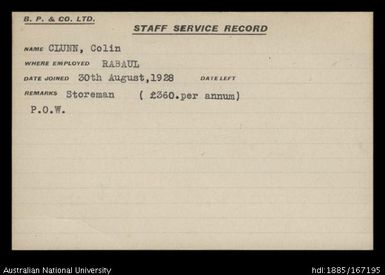 B. P. & CO. LTD.
STAFF SERVICE RECORD
NAME CLUNN, Colin
WHERE EMPLOYED RABAUL
DATE JOINED 30th August,1928 DATE LEFT
REMARKS Storeman ( £360.per annum)
P.O.W.
Australian National University
hdl:1885/167195